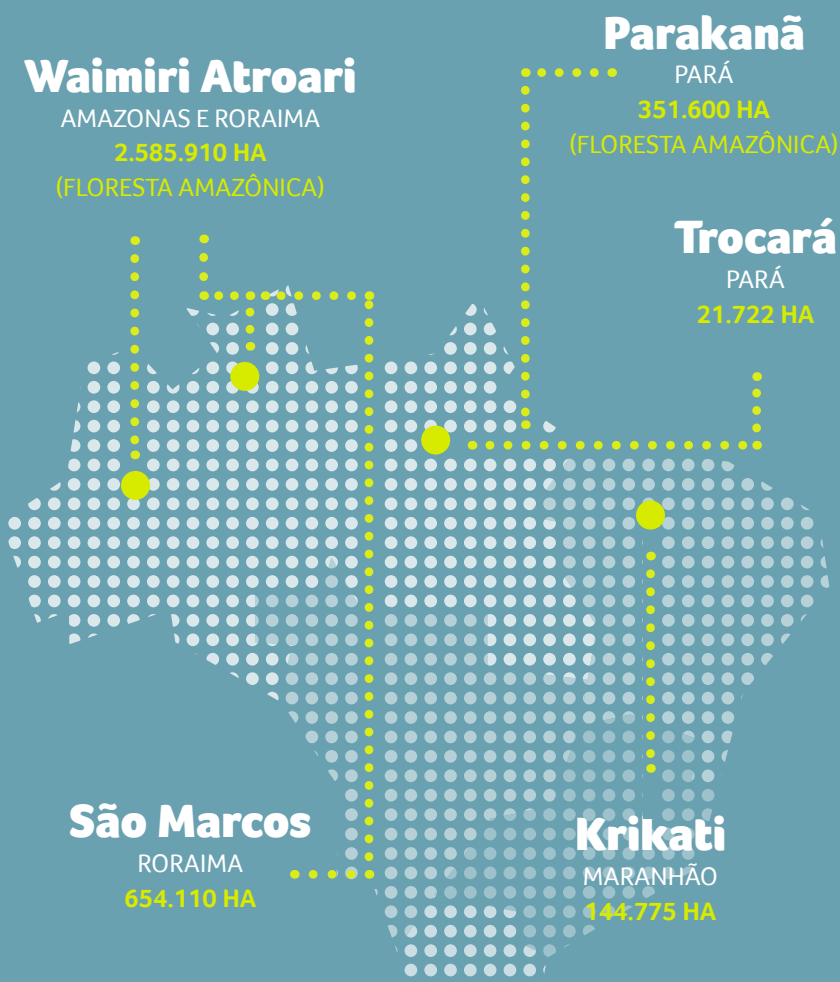 Waimiri Atroari
AMAZONAS E RORAIMA
2.585.910 HA
(FLORESTA AMAZÔNICA)
Parakanã
PARÁ
351.600 HA
(FLORESTA AMAZÔNICA)
Trocará
PARÁ
21.722 HA
São Marcos
RORAIMA
654.110 HA
Krikati
MARANHÃO
144.775 HA